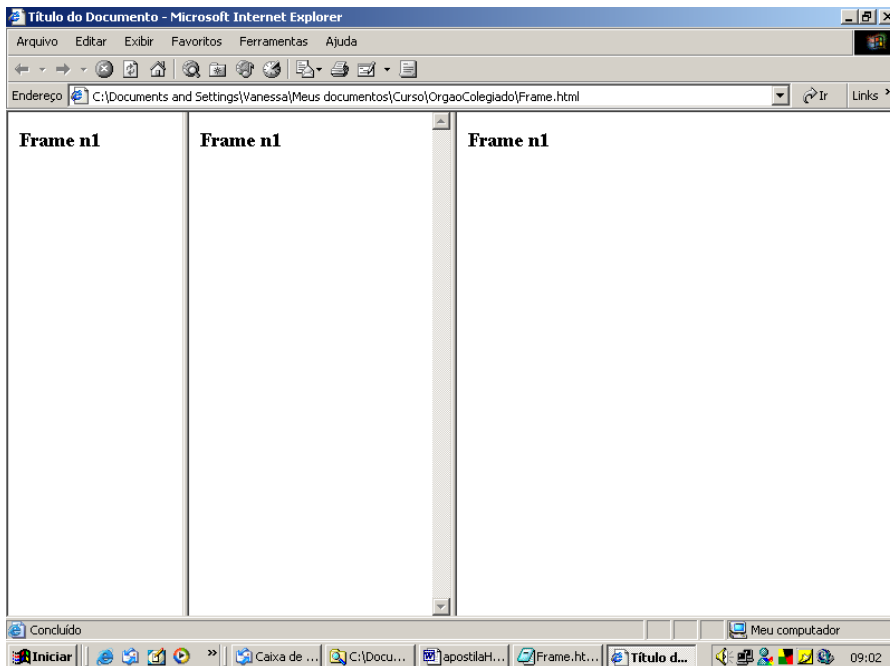 Título do Documento - Microsoft Internet Explorer
Arquivo Editar Exibir Favoritos Ferramentas Ajuda
Endereço C:\Documents and Settings\Vanessa\Meus documentos\Curso\OrgaoColegiado\Frame.html Ir Links »
Frame n1 Frame n1 Frame n1
Concluído Meu computador
Iniciar » Caixa de ... C:\Docu... apostilaH... Frame.ht... Título d... 09:02